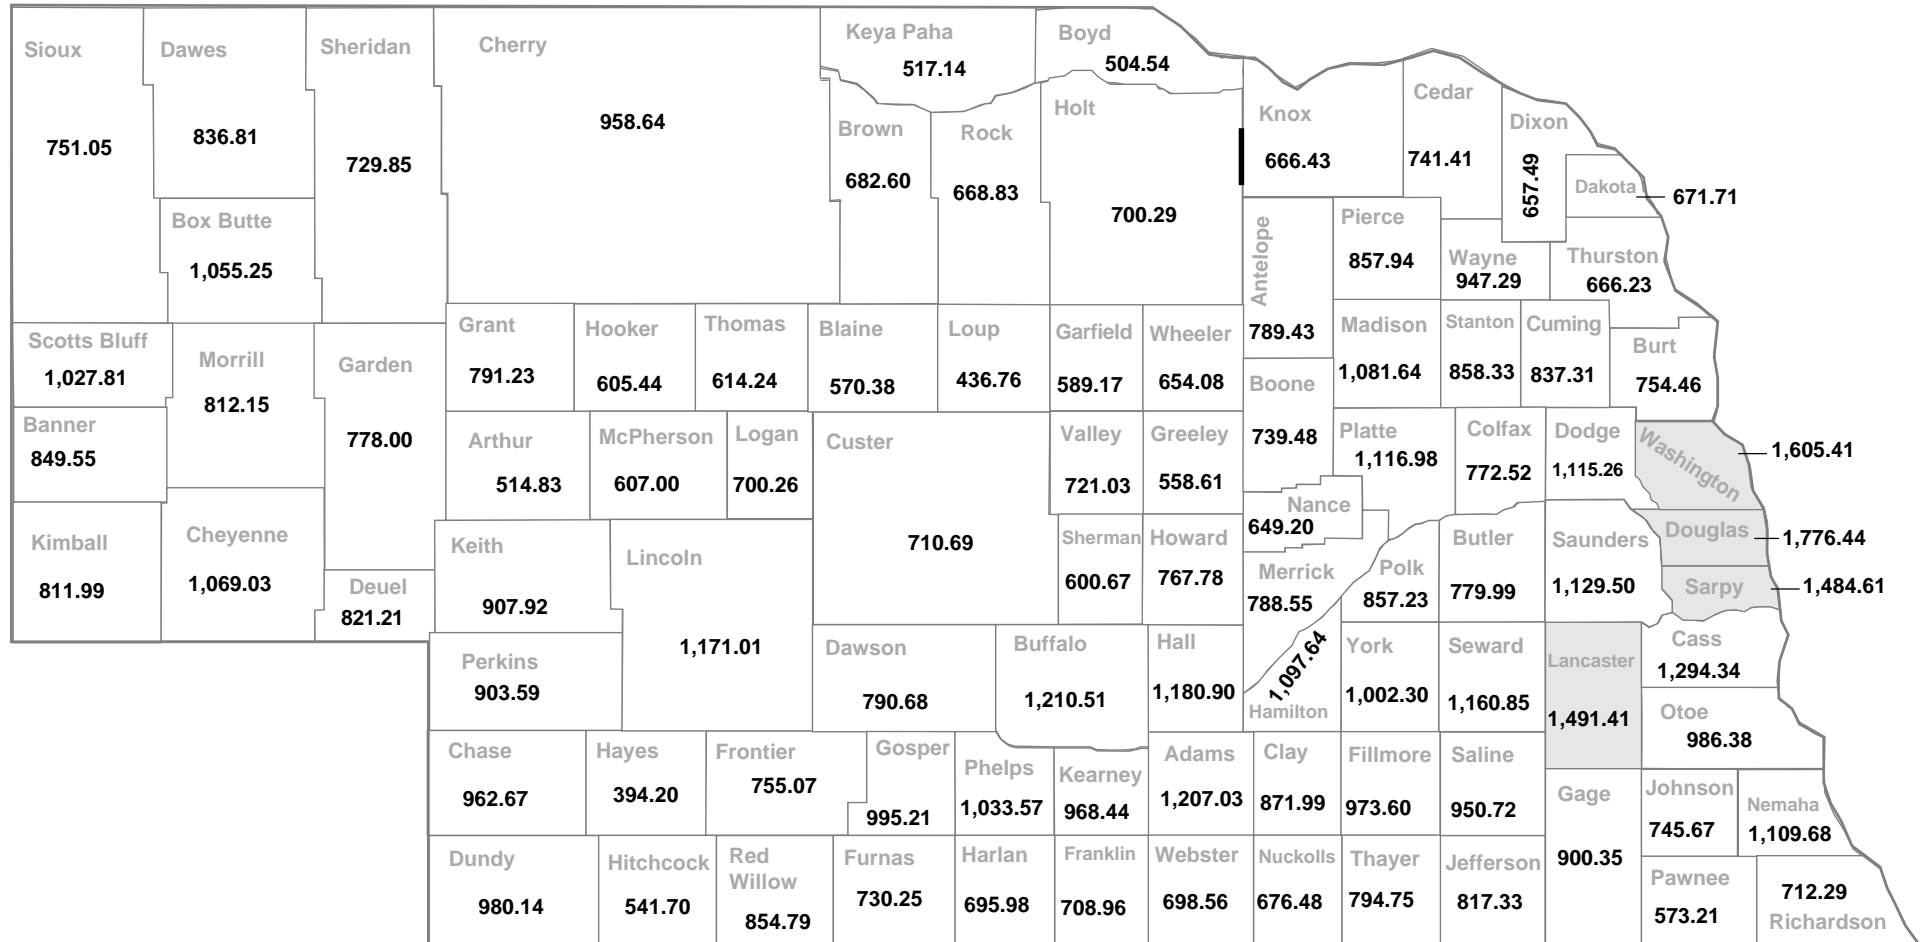 Sioux
751.05
Dawes
836.81
Sheridan
729.85
Cherry
958.64
Keya Paha
517.14
Boyd
504.54
Brown
682.60
Rock
668.83
Holt
700.29
Knox
666.43
Cedar
741.41
Dixon
657.49
Dakota
671.71
Box Butte
1,055.25
Antelope
789.43
Pierce
857.94
Wayne
947.29
Thurston
666.23
Scotts Bluff
1,027.81
Morrill
812.15
Garden
778.00
Grant
791.23
Hooker
605.44
Thomas
614.24
Blaine
570.38
Loup
436.76
Garfield
589.17
Wheeler
654.08
Madison
1,081.64
Stanton
858.33
Cuming
837.31
Burt
754.46
Banner
849.55
Boone
739.48
Arthur
514.83
McPherson
607.00
Logan
700.26
Custer
710.69
Valley
721.03
Greeley
558.61
Platte
1,116.98
Colfax
772.52
Dodge
1,115.26
Washington
1,605.41
Nance
649.20
Kimball
811.99
Cheyenne
1,069.03
Deuel
821.21
Keith
907.92
Lincoln
1,171.01
Sherman
600.67
Howard
767.78
Merrick
788.55
Polk
857.23
Butler
779.99
Saunders
1,129.50
Douglas
1,776.44
Sarpy
1,484.61
Perkins
903.59
Dawson
790.68
Buffalo
1,210.51
Hall
1,180.90
1,097.64
Hamilton
York
1,002.30
Seward
1,160.85
Lancaster
1,491.41
Cass
1,294.34
Otoe
986.38
Chase
962.67
Hayes
394.20
Frontier
755.07
Gosper
995.21
Phelps
1,033.57
Kearney
968.44
Adams
1,207.03
Clay
871.99
Fillmore
973.60
Saline
950.72
Gage
900.35
Johnson
745.67
Nemaha
1,109.68
Dundy
980.14
Hitchcock
541.70
Red
Willow
854.79
Furnas
730.25
Harlan
695.98
Franklin
708.96
Webster
698.56
Nuckolls
676.48
Thayer
794.75
Jefferson
817.33
Pawnee
573.21
712.29
Richardson